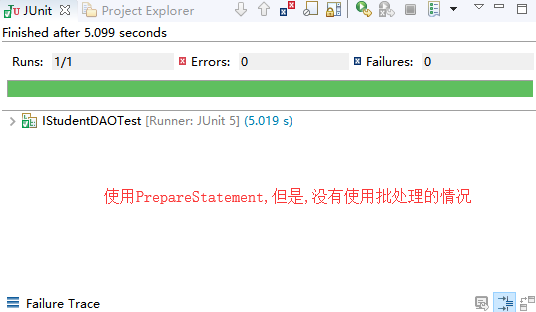 JUnit Project Explorer
Finished after 5.099 seconds
Runs: 1/1 Errors: 0 Failures: 0
IStudentDAOTest [Runner: JUnit 5] (5.019 s)
使用PrepareStatement,但是,没有使用批处理的情况
Failure Trace